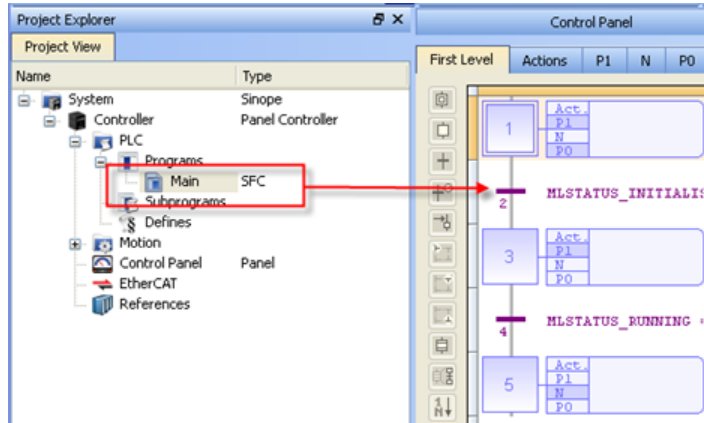 Project Explorer
Project View
Name Type
System Sinope
Controller Panel Controller
PLC
Programs
Main SFC
Subprograms
Defines
Motion
Control Panel Panel
EtherCAT
References
Control Panel
First Level Actions P1 N P0
1 Act.
P1
N
P0
2 MLSTATUS_INITIALIS
3 Act.
P1
N
P0
4 MLSTATUS_RUNNING
5 Act.
P1
N
P0